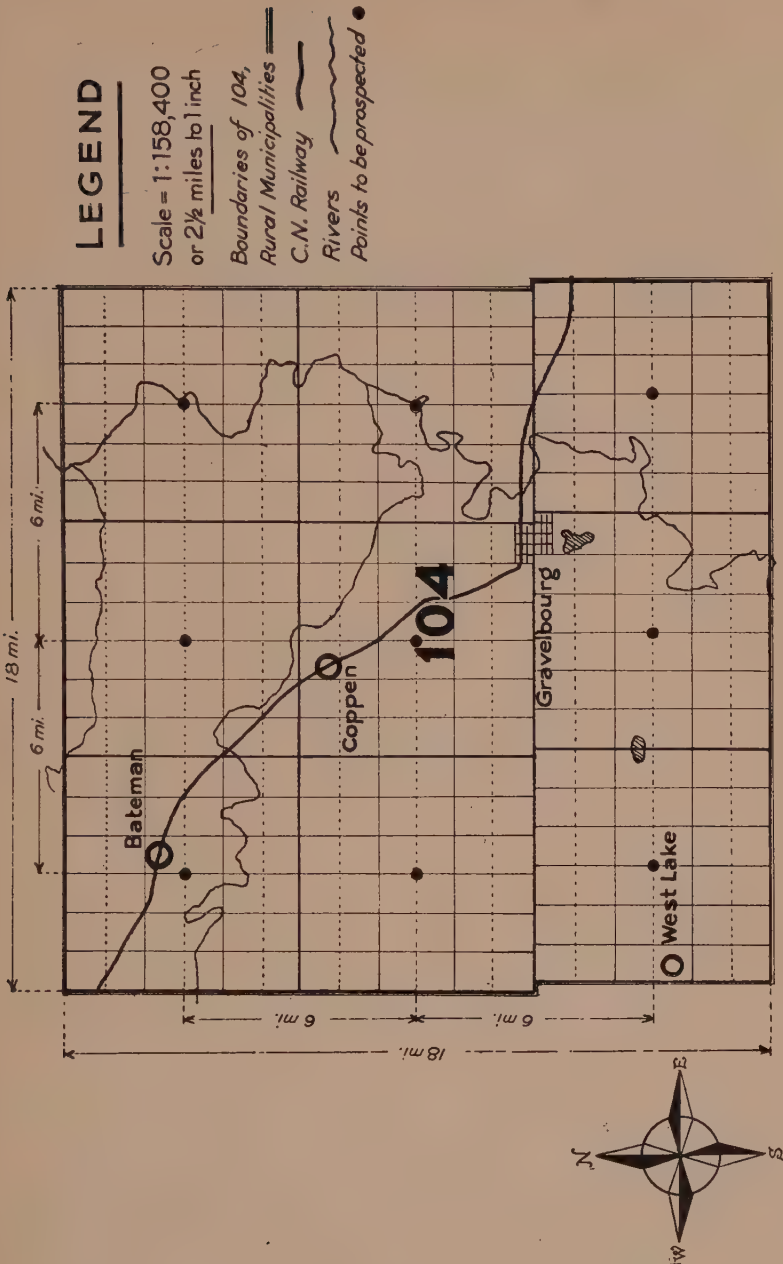 LEGEND
Scale = 1:158,400
or 2½ miles to 1 inch
Boundaries of 104,
Rural Municipalities
C.N. Railway
Rivers
Points to be prospected
18 mi.
6 mi.
6 mi.
Bateman
Coppen
104
Gravelbourg
West Lake
18 mi.
6 mi.
6 mi.
N
E
S
W